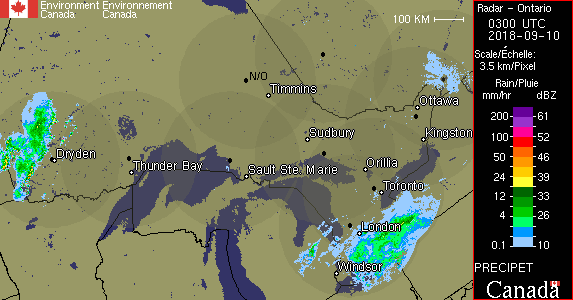 Environment Environnement
Canada Canada
100 KM
N/O
Timmins
Ottawa
Sudbury
Kingston
Dryden
Thunder Bay
Sault Ste. Marie
Orillia
Toronto
London
Windsor
Radar - Ontario
0300 UTC
2018-09-10
Scale/Échelle:
3.5 km/Pixel
Rain/Pluie
mm/hr dBZ
200 61
100 52
50 46
24 39
12 33
4 26
0.1 10
PRECIPET
Canada